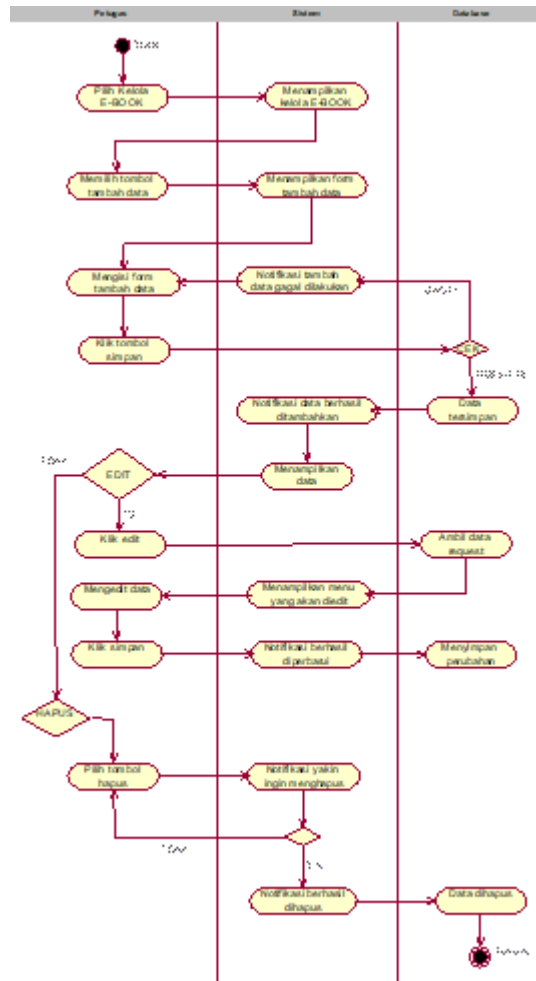 Petugas
Sistem
Database
Pilih Kelola
E-BOOK
Menampilkan
kelola E-BOOK
Memilih tombol
tambah data
Menampilkan form
tambah data
Mengisi form
tambah data
Notifikasi tambah
data gagal dilakukan
Klik tombol
simpan
CEK
Notifikasi data berhasil
ditambahkan
Data
tersimpan
EDIT
Menampilkan
data
Klik edit
Ambil data
request
Mengedit data
Menampilkan menu
yang akan diedit
Klik simpan
Notifikasi berhasil
diperbarui
Menyimpan
perubahan
HAPUS
Pilih tombol
hapus
Notifikasi yakin
ingin menghapus
Notifikasi berhasil
dihapus
Data dihapus